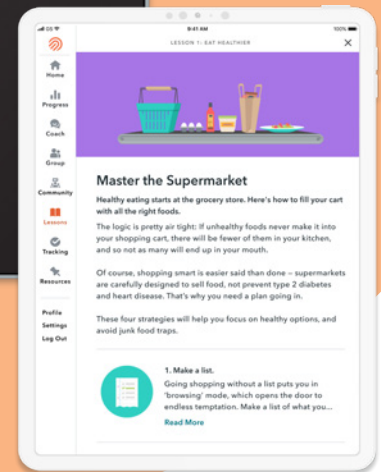 9:41 AM
100%
LESSON 1: EAT HEALTHIER
Home
Progress
Coach
Group
Community
Lessons
Tracking
Resources
Profile
Settings
Log Out
Master the Supermarket
Healthy eating starts at the grocery store. Here's how to fill your cart
with all the right foods.
The logic is pretty air tight: If unhealthy foods never make it into
your shopping cart, there will be fewer of them in your kitchen,
and so not as many will end up in your mouth.
Of course, shopping smart is easier said than done – supermarkets
are carefully designed to sell food, not prevent type 2 diabetes
and heart disease. That's why you need a plan going in.
These four strategies will help you focus on healthy options, and
avoid junk food traps.
1. Make a list.
Going shopping without a list puts you in
'browsing' mode, which opens the door to
endless temptation. Make a list of what you...
Read More